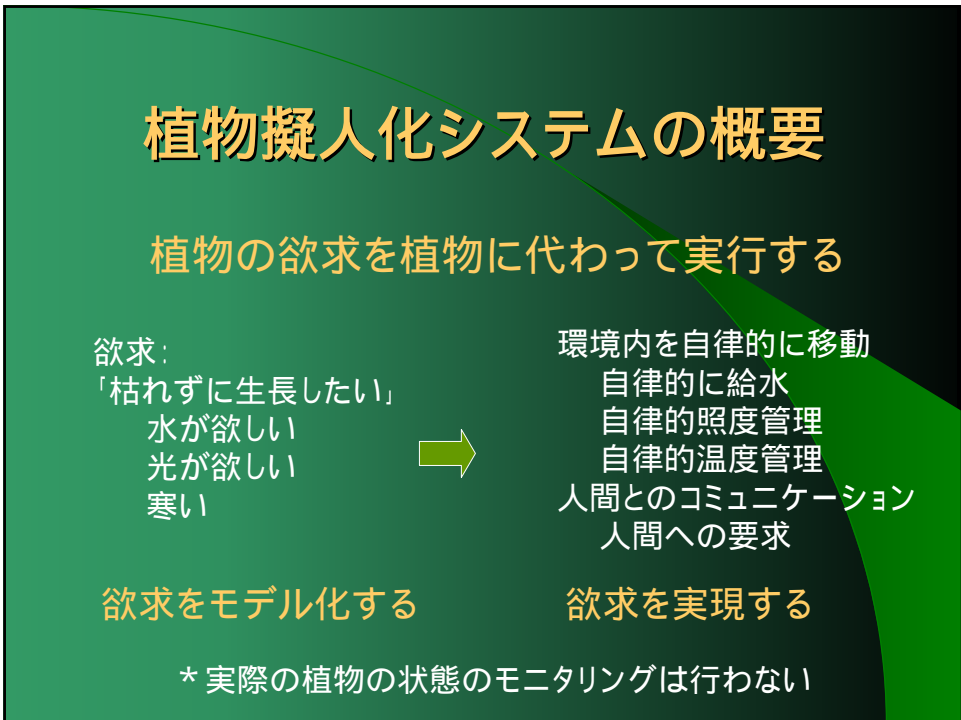 植物擬人化システムの概要
植物の欲求を植物に代わって実行する
欲求:
「枯れずに生長したい」
水が欲しい
光が欲しい
寒い
欲求をモデル化する
環境内を自律的に移動
自律的に給水
自律的照度管理
自律的温度管理
人間とのコミュニケーション
人間への要求
欲求を実現する
*実際の植物の状態のモニタリングは行わない